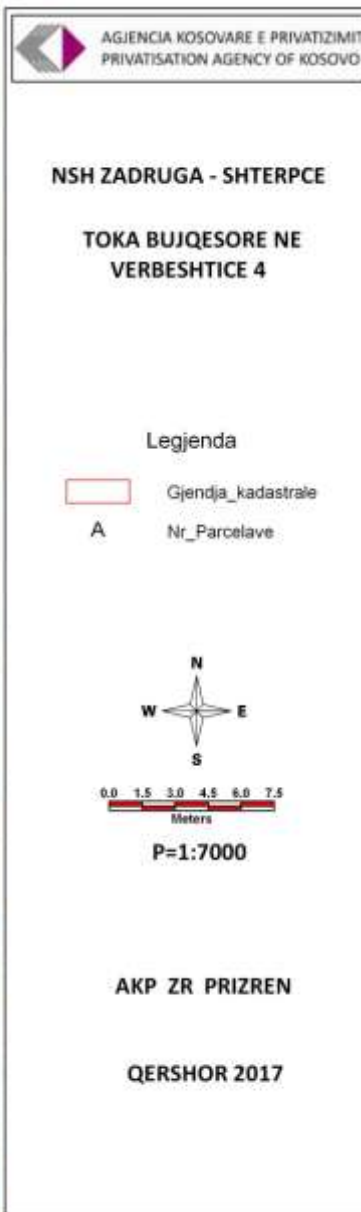 AGJENCIA KOSOVARE E PRIVATIZIMIT
PRIVATISATION AGENCY OF KOSOVO
NSH ZADRUGA - SHTERPCE
TOKA BUJQESORE NE
VERBESHTICE 4
Legjenda
Gjendja_kadastrale
A Nr_Parcelave
N
W E
S
0.0 1.5 3.0 4.5 6.0 7.5
Meters
P=1:7000
AKP ZR PRIZREN
QERSHOR 2017